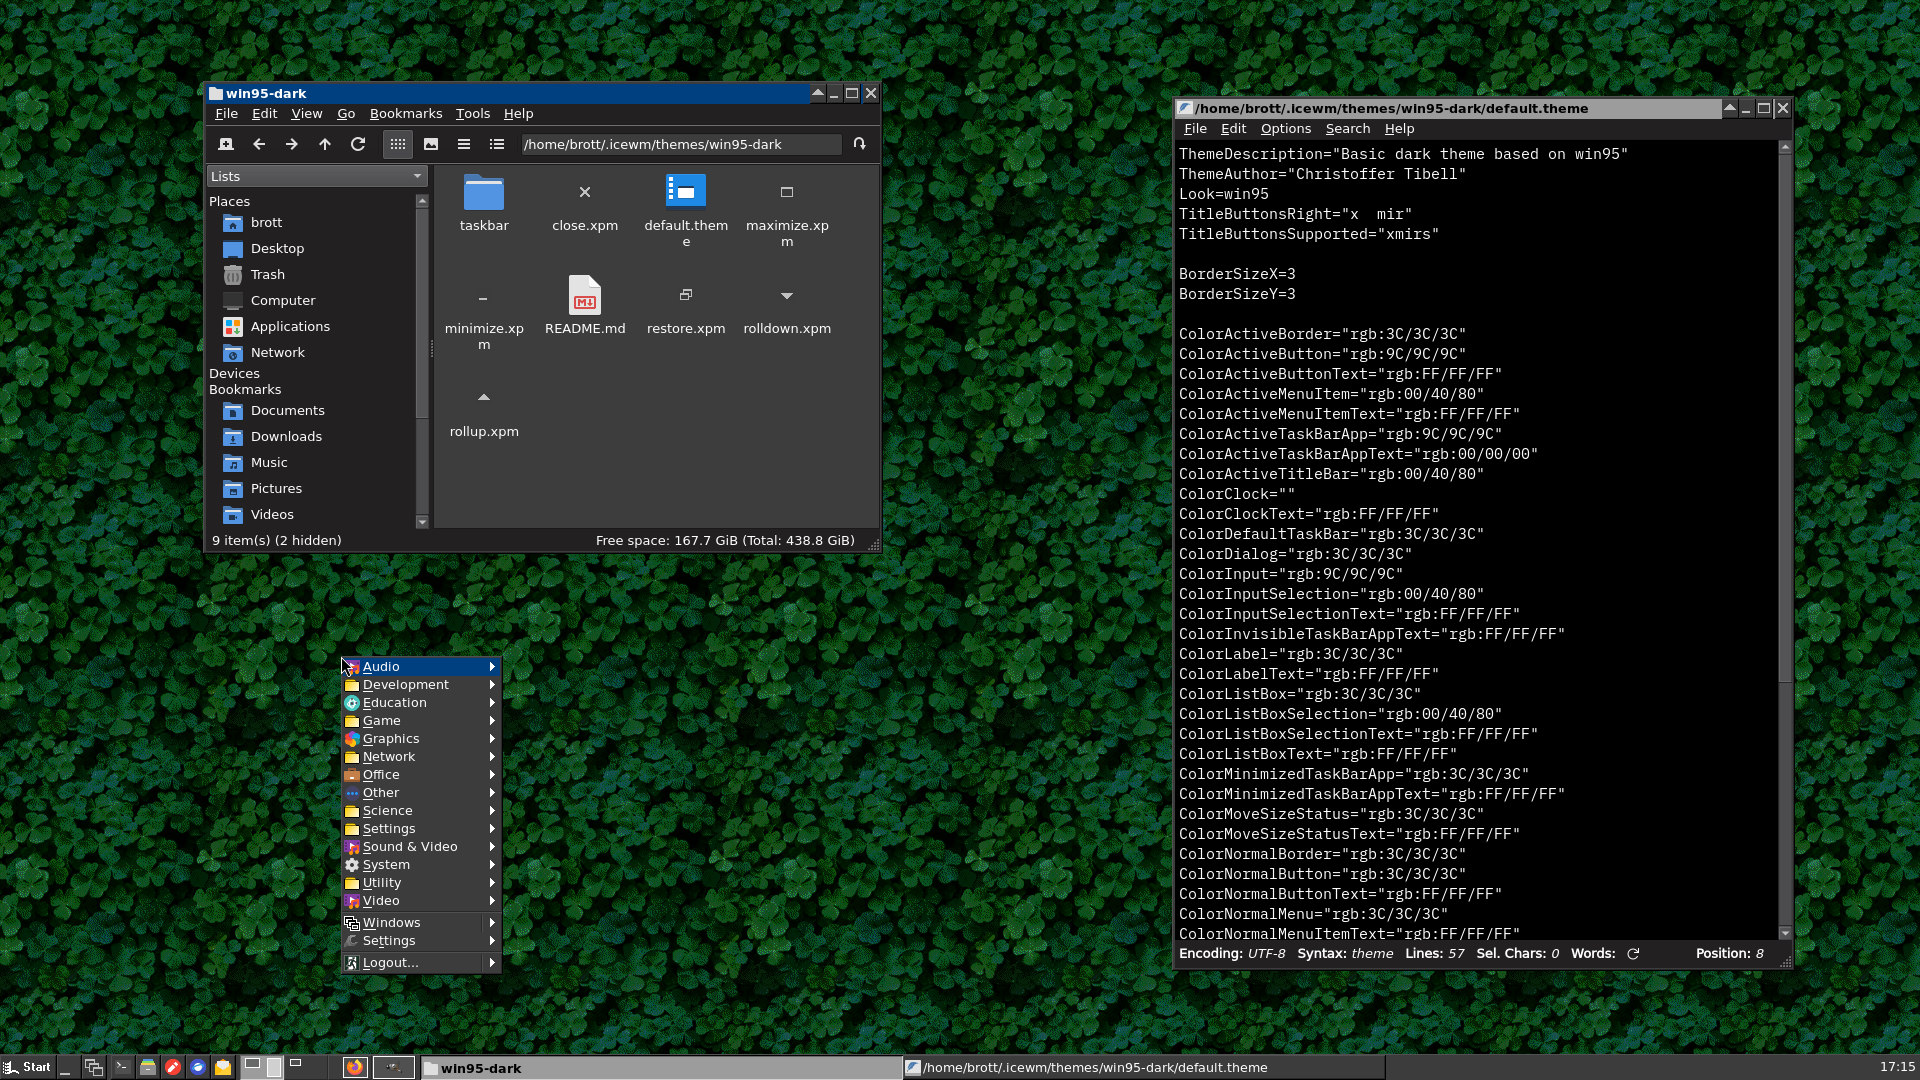 win95-dark
File Edit View Go Bookmarks Tools Help
/home/brott/.icewm/themes/win95-dark
Lists
Places
brott
Desktop
Trash
Computer
Applications
Network
Devices
Bookmarks
Documents
Downloads
Music
Pictures
Videos
taskbar
close.xpm
default.them
e
maximize.xp
m
minimize.xp
m
README.md
restore.xpm
rolldown.xpm
rollup.xpm
9 item(s) (2 hidden)
Free space: 167.7 GiB (Total: 438.8 GiB)
/home/brott/.icewm/themes/win95-dark/default.theme
File Edit Options Search Help
ThemeDescription="Basic dark theme based on win95"
ThemeAuthor="Christoffer Tibell"
Look=win95
TitleButtonsRight="x  mir"
TitleButtonsSupported="xmirs"
BorderSizeX=3
BorderSizeY=3
ColorActiveBorder="rgb:3C/3C/3C"
ColorActiveButton="rgb:9C/9C/9C"
ColorActiveButtonText="rgb:FF/FF/FF"
ColorActiveMenuItem="rgb:00/40/80"
ColorActiveMenuItemText="rgb:FF/FF/FF"
ColorActiveTaskBarApp="rgb:9C/9C/9C"
ColorActiveTaskBarAppText="rgb:00/00/00"
ColorActiveTitleBar="rgb:00/40/80"
ColorClock=""
ColorClockText="rgb:FF/FF/FF"
ColorDefaultTaskBar="rgb:3C/3C/3C"
ColorDialog="rgb:3C/3C/3C"
ColorInput="rgb:9C/9C/9C"
ColorInputSelection="rgb:00/40/80"
ColorInputSelectionText="rgb:FF/FF/FF"
ColorInvisibleTaskBarAppText="rgb:FF/FF/FF"
ColorLabel="rgb:3C/3C/3C"
ColorLabelText="rgb:FF/FF/FF"
ColorListBox="rgb:3C/3C/3C"
ColorListBoxSelection="rgb:00/40/80"
ColorListBoxSelectionText="rgb:FF/FF/FF"
ColorListBoxText="rgb:FF/FF/FF"
ColorMinimizedTaskBarApp="rgb:3C/3C/3C"
ColorMinimizedTaskBarAppText="rgb:FF/FF/FF"
ColorMoveSizeStatus="rgb:3C/3C/3C"
ColorMoveSizeStatusText="rgb:FF/FF/FF"
ColorNormalBorder="rgb:3C/3C/3C"
ColorNormalButton="rgb:3C/3C/3C"
ColorNormalButtonText="rgb:FF/FF/FF"
ColorNormalMenu="rgb:3C/3C/3C"
ColorNormalMenuItemText="rgb:FF/FF/FF"
Encoding: UTF-8 Syntax: theme Lines: 57 Sel. Chars: 0 Words: Position: 8
Audio
Development
Education
Game
Graphics
Network
Office
Other
Science
Settings
Sound & Video
System
Utility
Video
Windows
Settings
Logout...
Start
win95-dark
/home/brott/.icewm/themes/win95-dark/default.theme
17:15